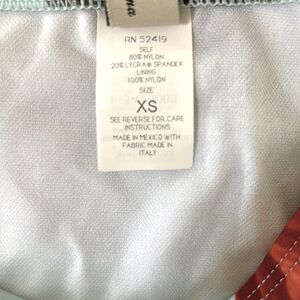 RN 52419
SELF
80% NYLON
20% LYCRA® SPANDEX
LINING
100% NYLON
SIZE
XS
SEE REVERSE FOR CARE
INSTRUCTIONS
MADE IN MEXICO WITH
FABRIC MADE IN
ITALY